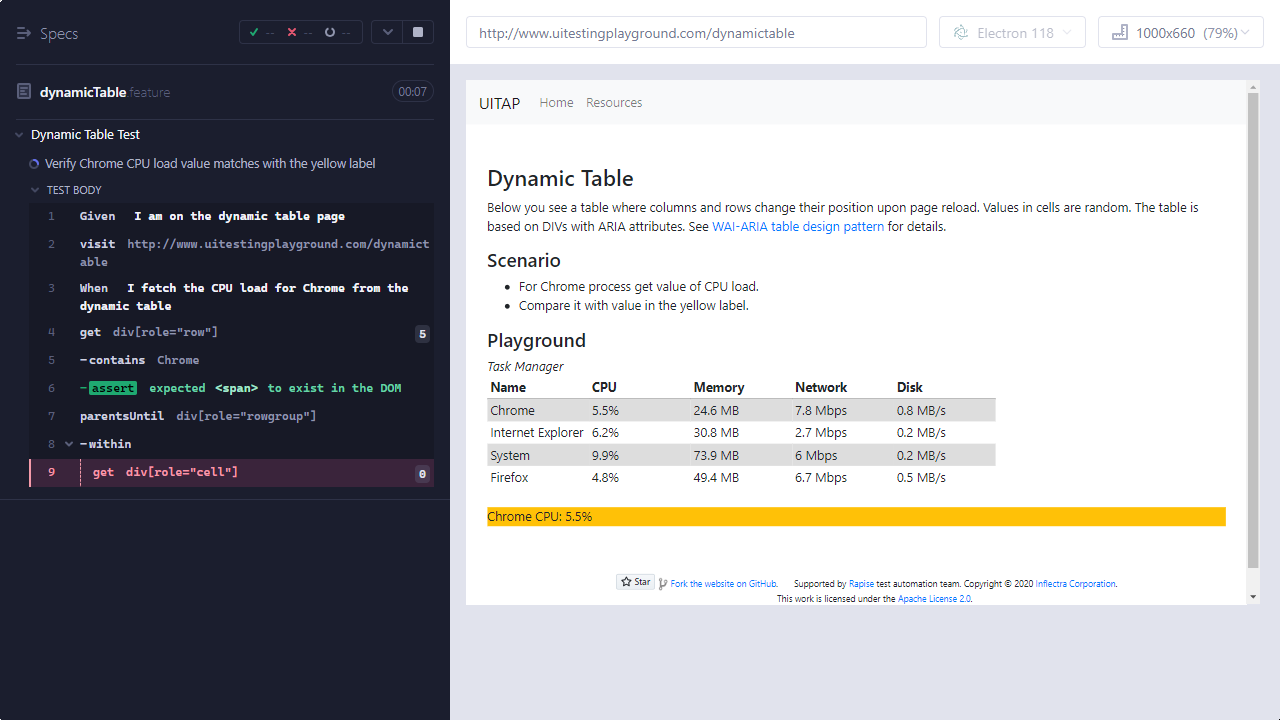 Specs
-- -- --
dynamicTable.feature 00:07
Dynamic Table Test
Verify Chrome CPU load value matches with the yellow label
TEST BODY
1 Given I am on the dynamic table page
2 visit http://www.uitestingplayground.com/dynamict
able
3 When I fetch the CPU load for Chrome from the
dynamic table
4 get div[role="row"] 5
5 -contains Chrome
6 -assert expected <span> to exist in the DOM
7 parentsUntil div[role="rowgroup"]
8 -within
9 get div[role="cell"] 0
http://www.uitestingplayground.com/dynamictable
Electron 118
1000x660 (79%)
UITAP Home Resources
Dynamic Table
Below you see a table where columns and rows change their position upon page reload. Values in cells are random. The table is
based on DIVs with ARIA attributes. See WAI-ARIA table design pattern for details.
Scenario
• For Chrome process get value of CPU load.
• Compare it with value in the yellow label.
Playground
Task Manager
Name CPU Memory Network Disk
Chrome 5.5% 24.6 MB 7.8 Mbps 0.8 MB/s
Internet Explorer 6.2% 30.8 MB 2.7 Mbps 0.2 MB/s
System 9.9% 73.9 MB 6 Mbps 0.2 MB/s
Firefox 4.8% 49.4 MB 6.7 Mbps 0.5 MB/s
Chrome CPU: 5.5%
Star Fork the website on GitHub. Supported by Rapise test automation team. Copyright © 2020 Inflectra Corporation.
This work is licensed under the Apache License 2.0.